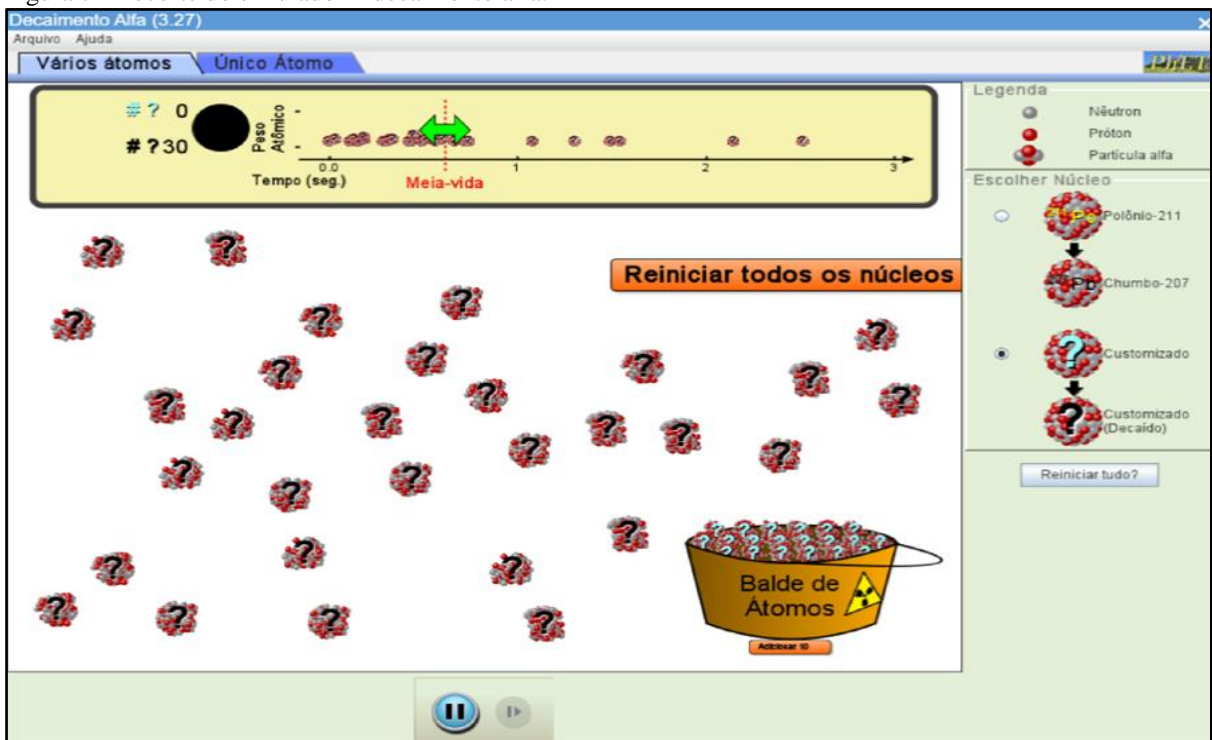 Decaimento Alfa (3.27)
Arquivo Ajuda
Vários átomos Único Átomo
PhET
# ? 0
# ? 30
Peso Atômico
0.0 1 2 3
Tempo (seg.) Meia-vida
Reiniciar todos os núcleos
Balde de
Átomos
Adicionar 10
Legenda
Nêutron
Próton
Partícula alfa
Escolher Núcleo
Polônio-211
Chumbo-207
Customizado
Customizado
(Decaído)
Reiniciar tudo?